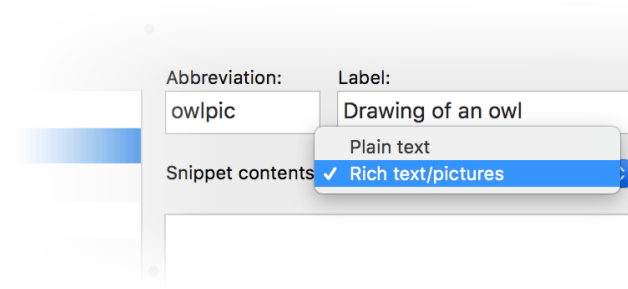 Abbreviation: Label:
owlpic Drawing of an owl
Plain text
Snippet contents ✓ Rich text/pictures